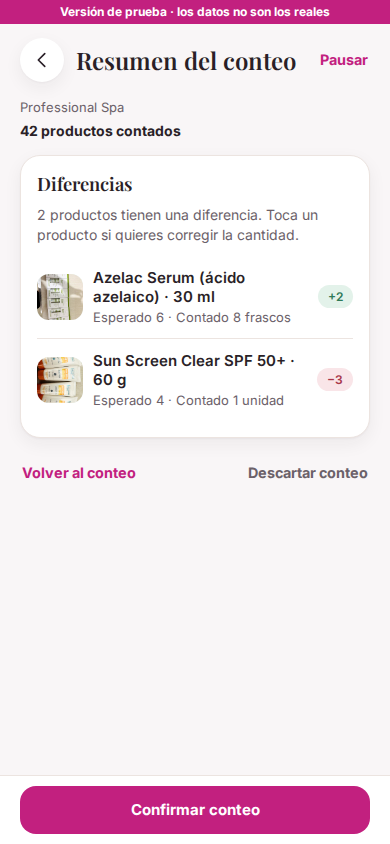 Versión de prueba · los datos no son los reales
Resumen del conteo
Pausar
Professional Spa
42 productos contados
Diferencias
2 productos tienen una diferencia. Toca un
producto si quieres corregir la cantidad.
Azelac Serum (ácido
azelaico) · 30 ml
Esperado 6 · Contado 8 frascos
+2
Sun Screen Clear SPF 50+ ·
60 g
Esperado 4 · Contado 1 unidad
−3
Volver al conteo
Descartar conteo
Confirmar conteo